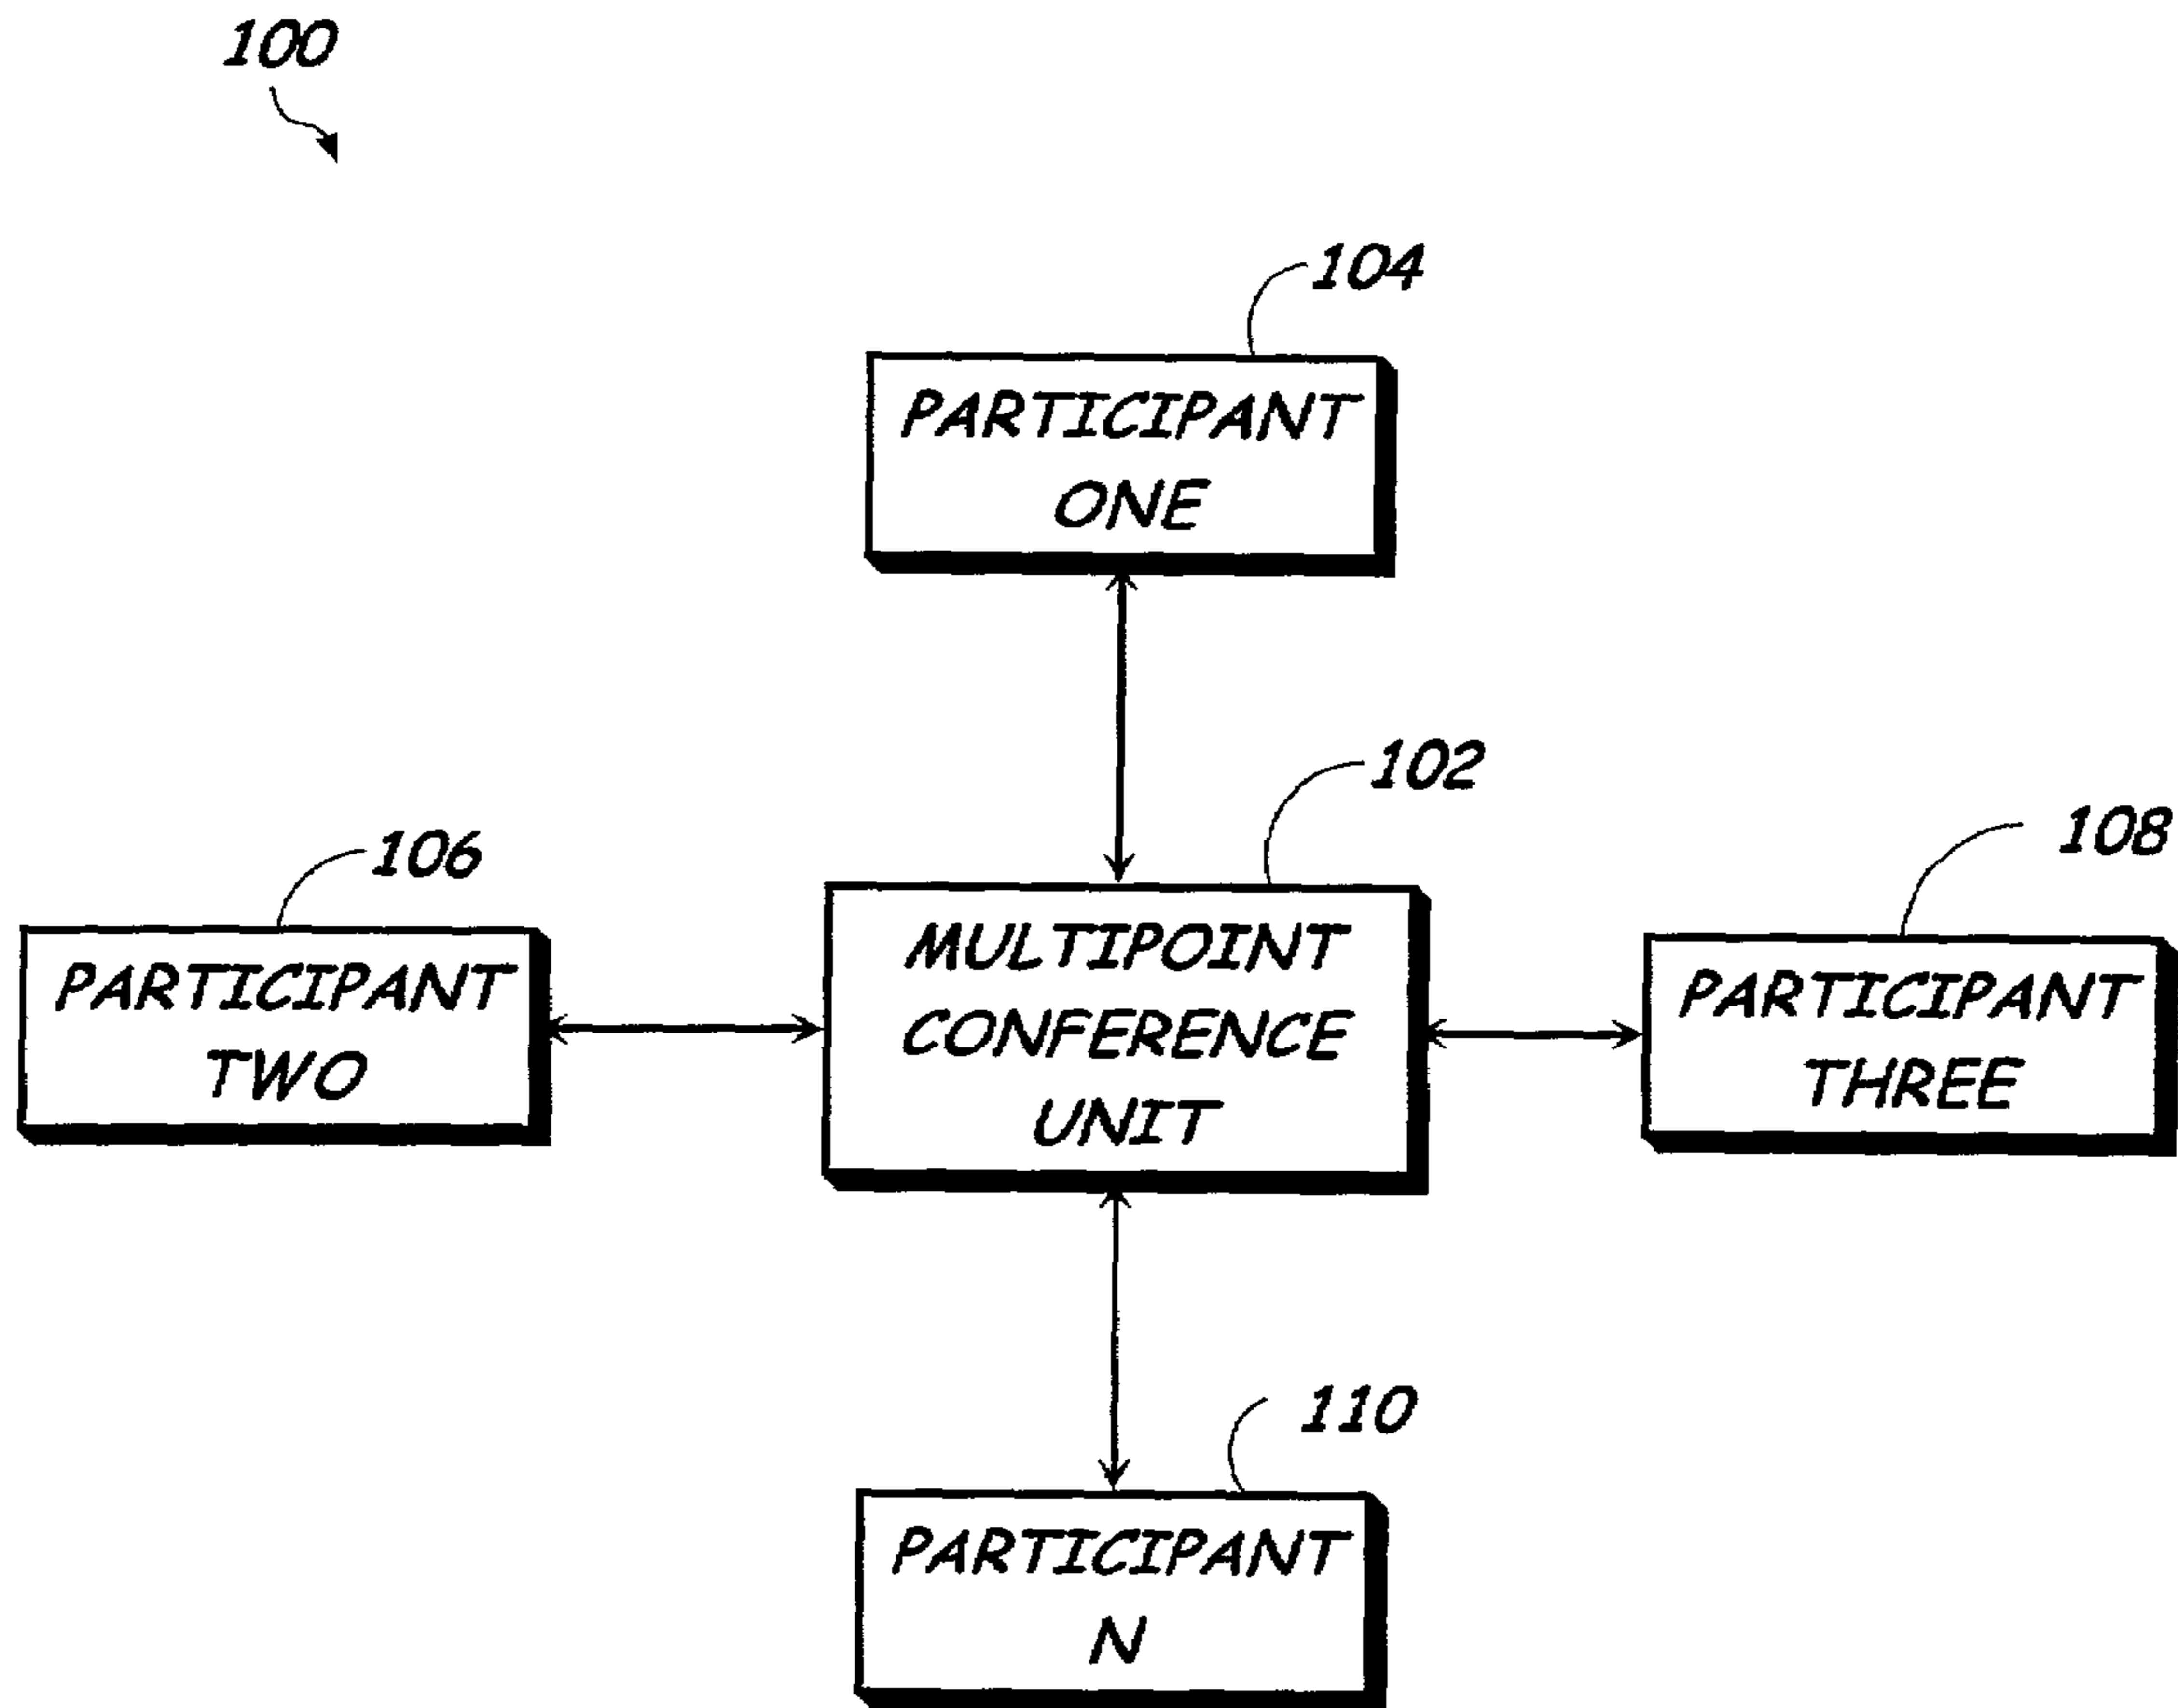 100
104
PARTICIPANT
ONE
102
106
108
PARTICIPANT
TWO
MULTIPOINT
CONFERENCE
UNIT
PARTICIPANT
THREE
110
PARTICIPANT
N